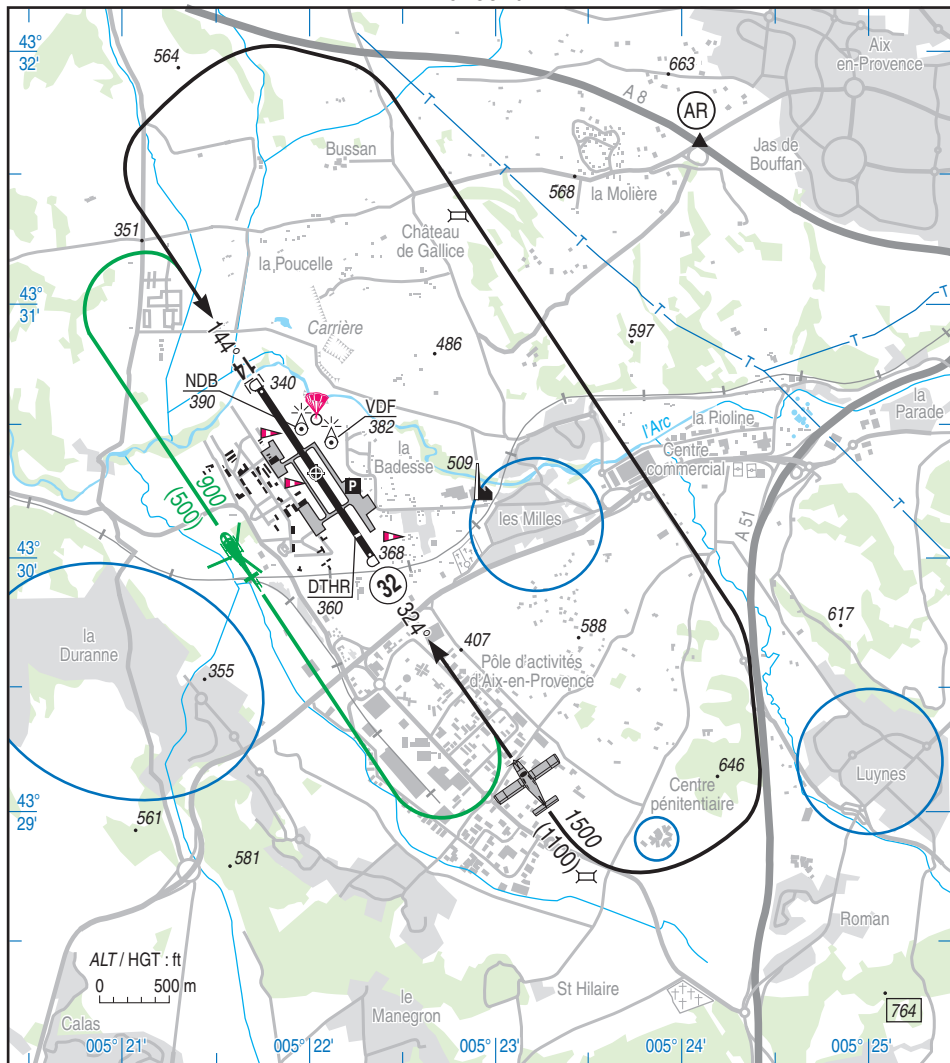 43°
32'
564
663
Aix
en-Provence
A 8
AR
Jas de
Bouffan
Bussan
568
la Molière
351
Château
de Gallice
la Poucelle
43°
31'
T
T
T
T
T
T
T
144°
Carrière
486
597
14
340
NDB
390
VDF
382
la
Parade
la Pioline
l'Arc
la
Badesse
509
Centre
commercial
P
900
(500)
les Milles
A 51
43°
30'
368
DTHR
360
32
324°
617
la
Duranne
588
407
355
Pôle d'activités
d'Aix-en-Provence
646
Luynes
Centre
pénitentiaire
43°
29'
561
1500
(1100)
581
Roman
ALT / HGT : ft
0 500 m
St Hilaire
764
le
Manegron
Calas
005° 21'
005° 22'
005° 23'
005° 24'
005° 25'